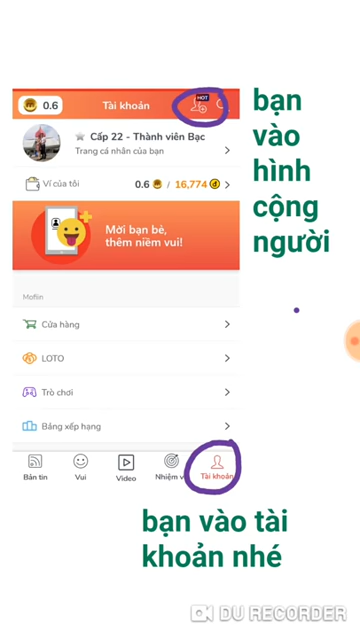 0.6
Tài khoản
HOT
Cấp 22 - Thành viên Bạc
Trang cá nhân của bạn
Ví của tôi
0.6 / 16,774
Mời bạn bè,
thêm niềm vui!
Mofiin
Cửa hàng
LOTO
Trò chơi
Bảng xếp hạng
Bản tin
Vui
Video
Nhiệm v
Tài khoản
bạn
vào
hình
cộng
người
bạn vào tài
khoản nhé
DU RECORDER